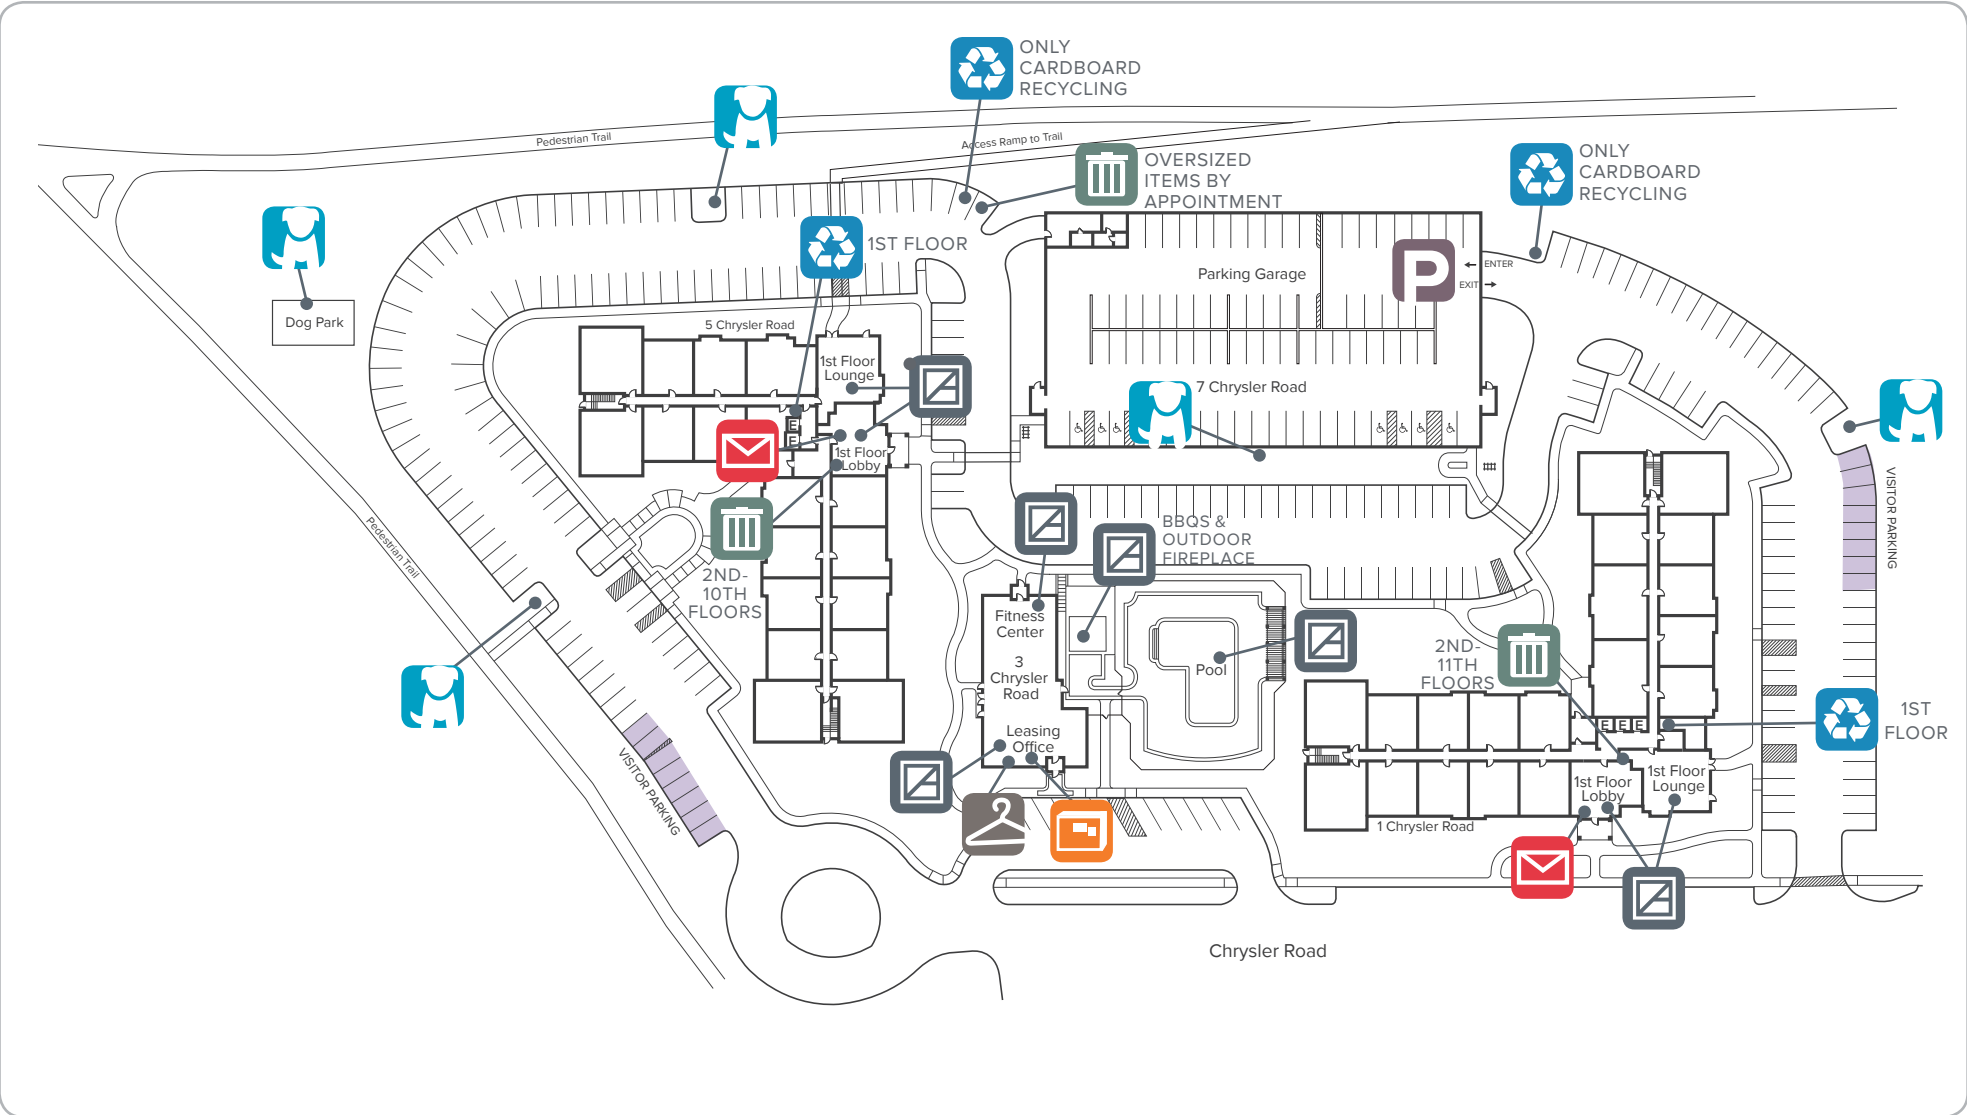 ONLY
CARDBOARD
RECYCLING
Pedestrian Trail
Access Ramp to Trail
OVERSIZED
ITEMS BY
APPOINTMENT
ONLY
CARDBOARD
RECYCLING
1ST FLOOR
Parking Garage
P
ENTER
EXIT
Dog Park
5 Chrysler Road
1st Floor
Lounge
7 Chrysler Road
E
E
1st Floor
Lobby
VISITOR PARKING
Pedestrian Trail
BBQS &
OUTDOOR
FIREPLACE
2ND-
10TH
FLOORS
Fitness
Center
3
Chrysler
Road
Pool
2ND-
11TH
FLOORS
1ST
FLOOR
E E E
Leasing
Office
VISITOR PARKING
1st Floor
Lobby
1st Floor
Lounge
1 Chrysler Road
Chrysler Road